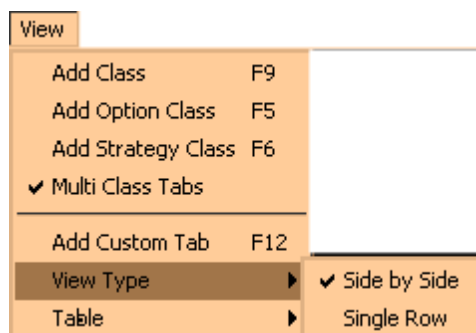 View
Add Class F9
Add Option Class F5
Add Strategy Class F6
Multi Class Tabs
Add Custom Tab F12
View Type Side by Side
Table Single Row